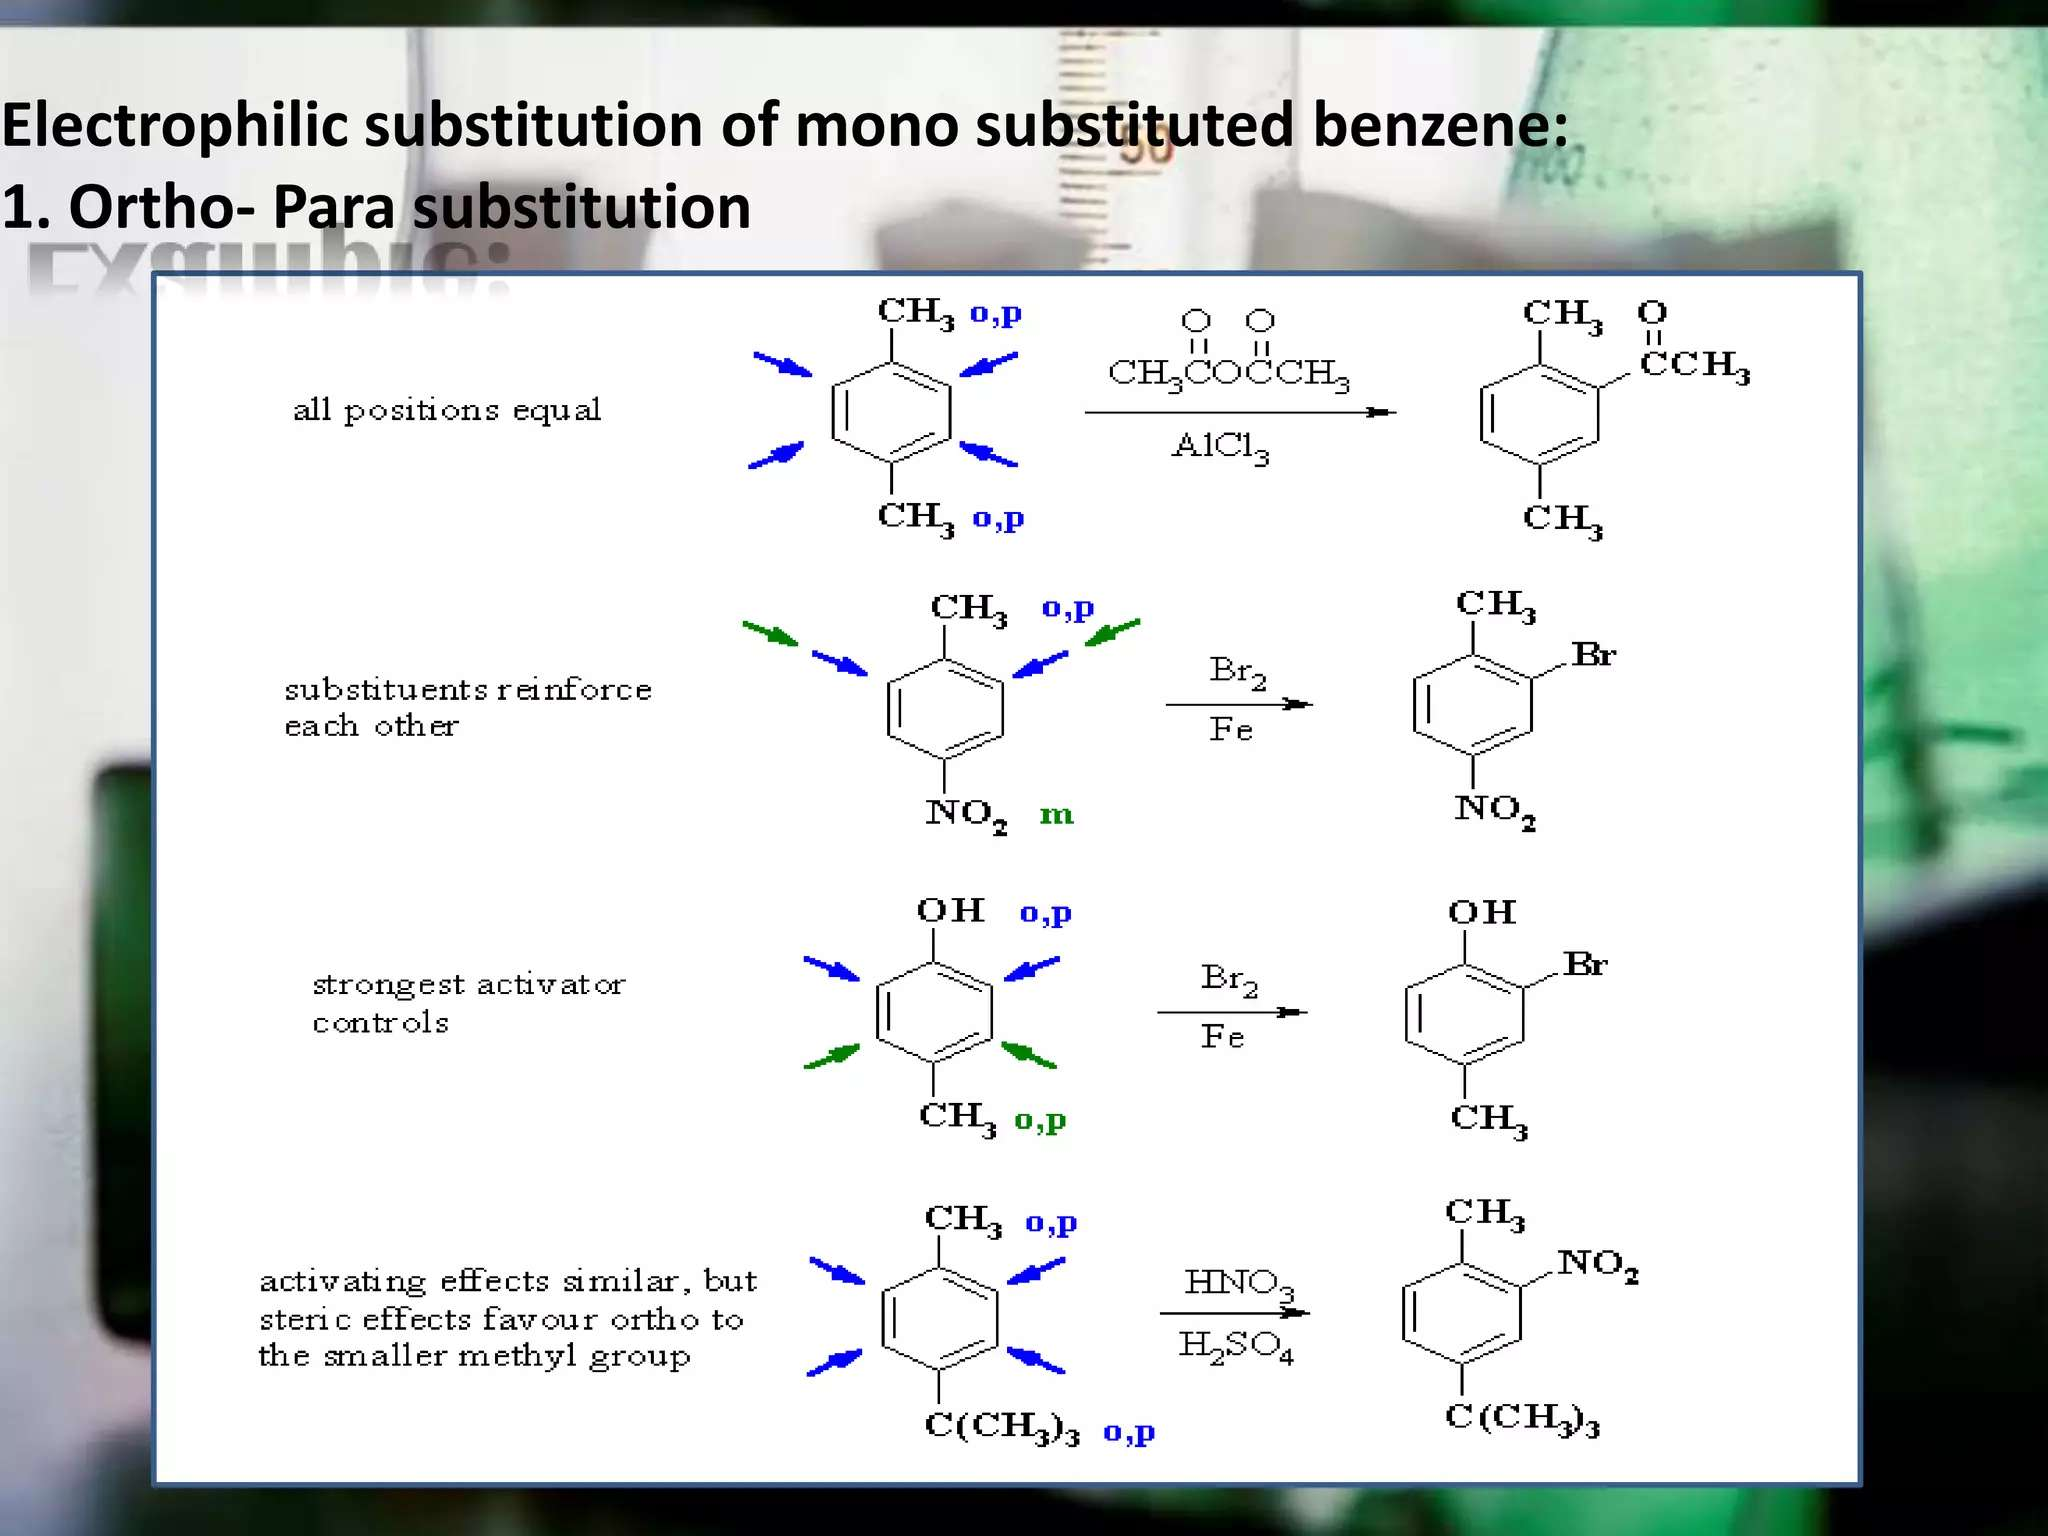 Electrophilic substitution of mono substituted benzene:
1. Ortho- Para substitution
CH₃ o,p
O O
CH₃COCCH₃
AlCl₃
all positions equal
CH₃ o,p
CH₃ O
CCH₃
CH₃
CH₃ o,p
substituents reinforce
each other
NO₂ m
Br₂
Fe
CH₃
Br
NO₂
OH o,p
strongest activator
controls
CH₃ o,p
Br₂
Fe
OH
Br
CH₃
CH₃ o,p
activating effects similar, but
steric effects favour ortho to
the smaller methyl group
C(CH₃)₃ o,p
HNO₃
H₂SO₄
CH₃
NO₂
C(CH₃)₃
50